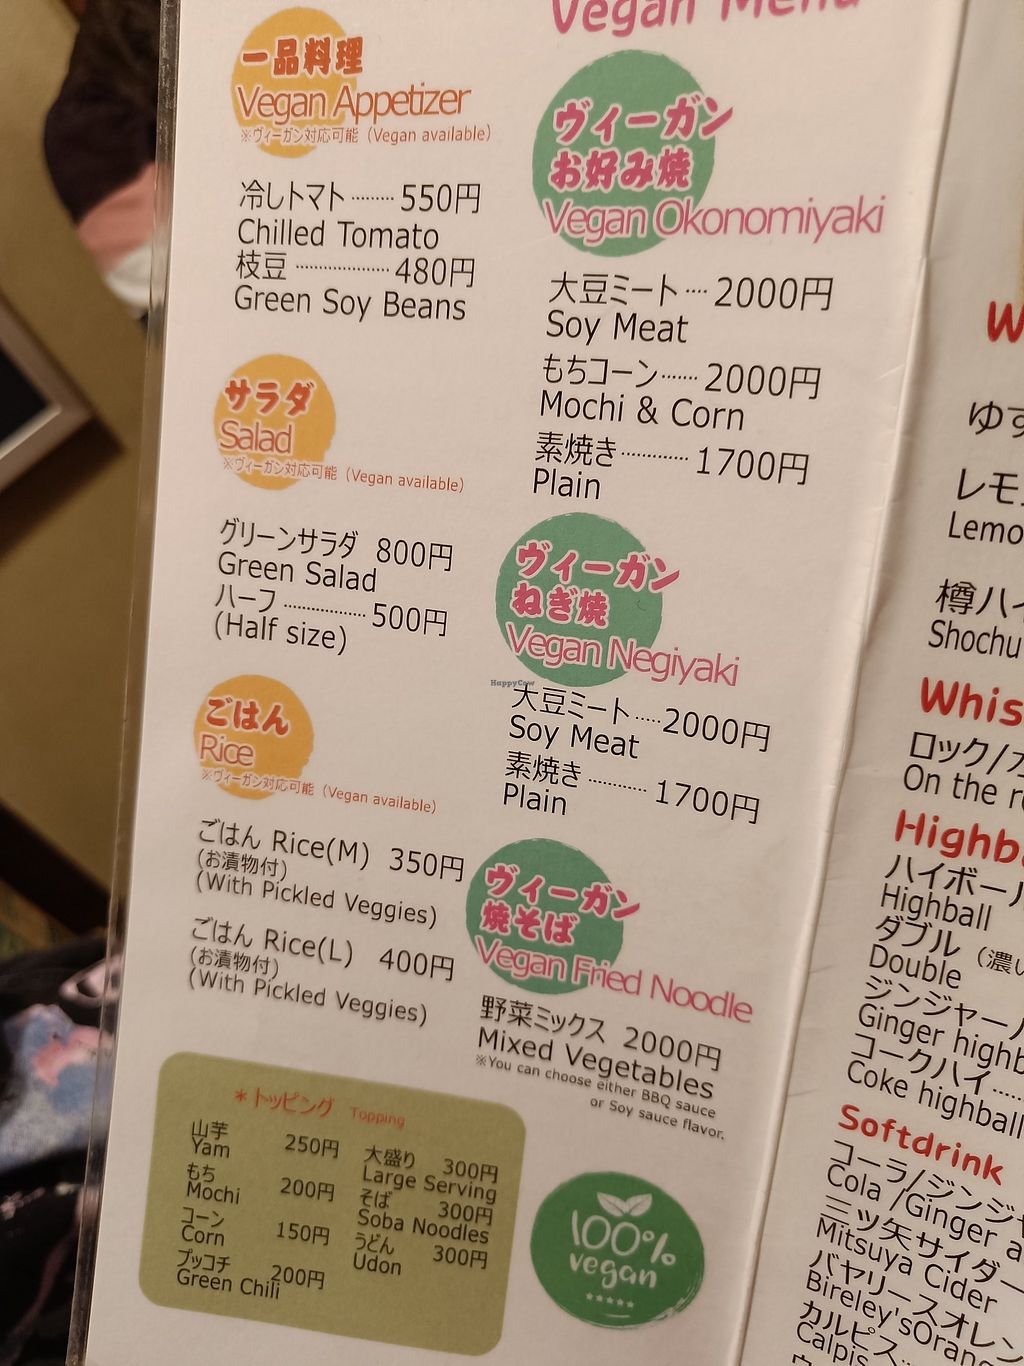 Vegan Menu
一品料理
Vegan Appetizer
※ヴィーガン対応可能（Vegan available）
冷しトマト ········· 550円
Chilled Tomato
枝豆 ···················· 480円
Green Soy Beans
サラダ
Salad
※ヴィーガン対応可能（Vegan available）
グリーンサラダ 800円
Green Salad
ハーフ ················· 500円
(Half size)
ごはん
Rice
※ヴィーガン対応可能（Vegan available）
ごはん Rice(M) 350円
(お漬物付)
(With Pickled Veggies)
ごはん Rice(L) 400円
(お漬物付)
(With Pickled Veggies)
＊トッピング Topping
山芋 250円
Yam
もち 200円
Mochi
コーン 150円
Corn
プッコチ 200円
Green Chili
大盛り 300円
Large Serving
そば 300円
Soba Noodles
うどん 300円
Udon
ヴィーガン
お好み焼
Vegan Okonomiyaki
大豆ミート ···· 2000円
Soy Meat
もちコーン ······· 2000円
Mochi & Corn
素焼き ············· 1700円
Plain
ヴィーガン
ねぎ焼
Vegan Negiyaki
HappyCow
大豆ミート ····· 2000円
Soy Meat
素焼き ··········· 1700円
Plain
ヴィーガン
焼そば
Vegan Fried Noodle
野菜ミックス 2000円
Mixed Vegetables
※You can choose either BBQ sauce
or Soy sauce flavor.
100%
vegan
W
ゆず
レモ
Lemo
樽ハイ
Shochu
Whis
ロック/
On the r
Highb
ハイボール
Highball
ダブル（濃い
Double
ジンジャー
Ginger highb
コークハイ
Coke highball
Softdrink
コーラ/ジンジャ
Cola /Ginger a
三ツ矢サイダー
Mitsuya Cider
バヤリースオレン
Bireley'sOrang
カルピス
Calpis